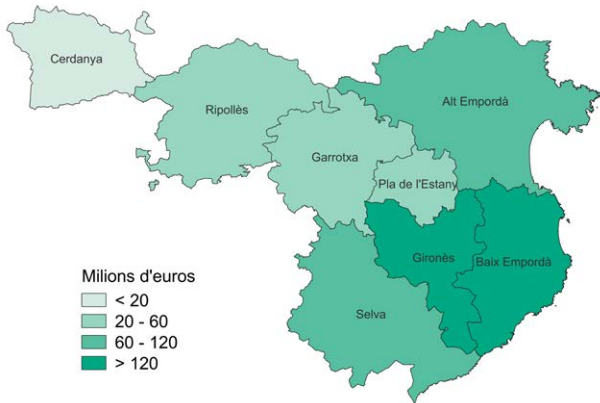 Cerdanya
Ripollès
Alt Empordà
Garrotxa
Pla de l'Estany
Gironès
Baix Empordà
Selva
Milions d'euros
< 20
20 - 60
60 - 120
> 120